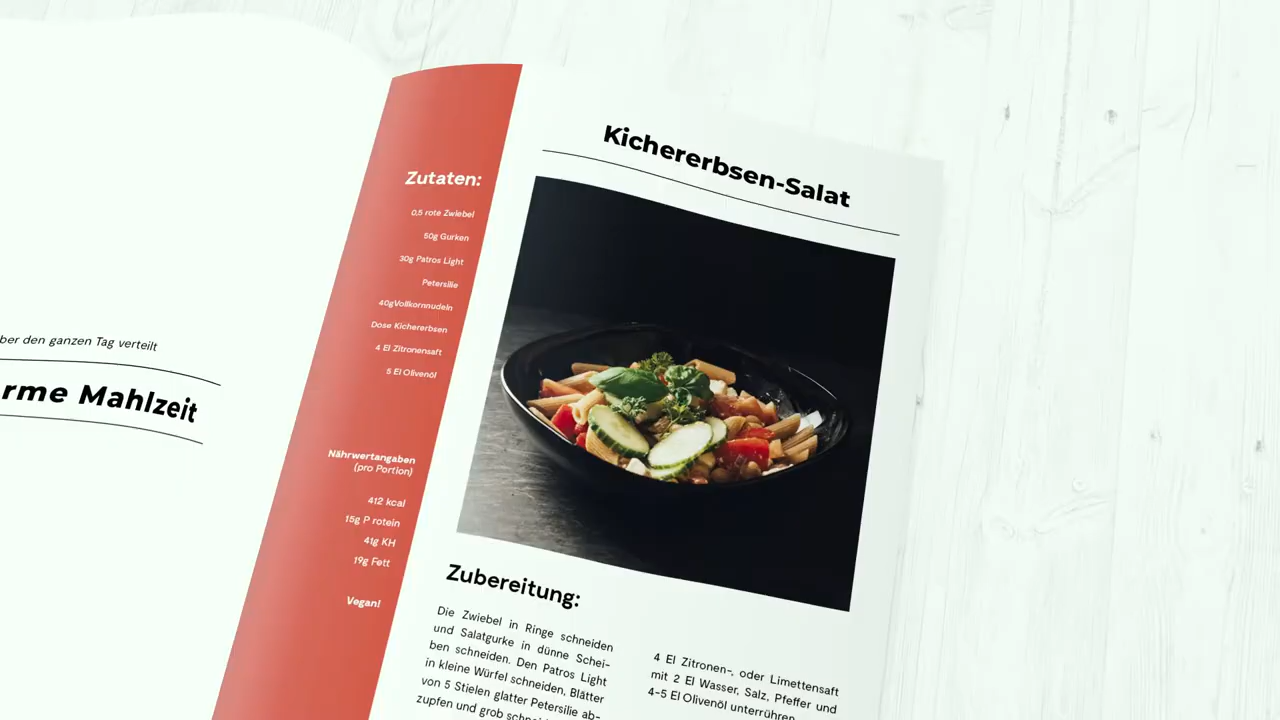 ber den ganzen Tag verteilt
rme Mahlzeit
Zutaten:
0,5 rote Zwiebel
50g Gurken
30g Patros Light
Petersilie
40gVollkornnudeln
Dose Kichererbsen
4 El Zitronensaft
5 El Olivenöl
Nährwertangaben
(pro Portion)
412 kcal
15g P rotein
41g KH
19g Fett
Vegan!
Kichererbsen-Salat
Zubereitung:
Die Zwiebel in Ringe schneiden
und Salatgurke in dünne Schei-
ben schneiden. Den Patros Light
in kleine Würfel schneiden, Blätter
von 5 Stielen glatter Petersilie ab-
zupfen und grob
4 El Zitronen-, oder Limettensaft
mit 2 El Wasser, Salz, Pfeffer und
4-5 El Olivenöl unterrühren